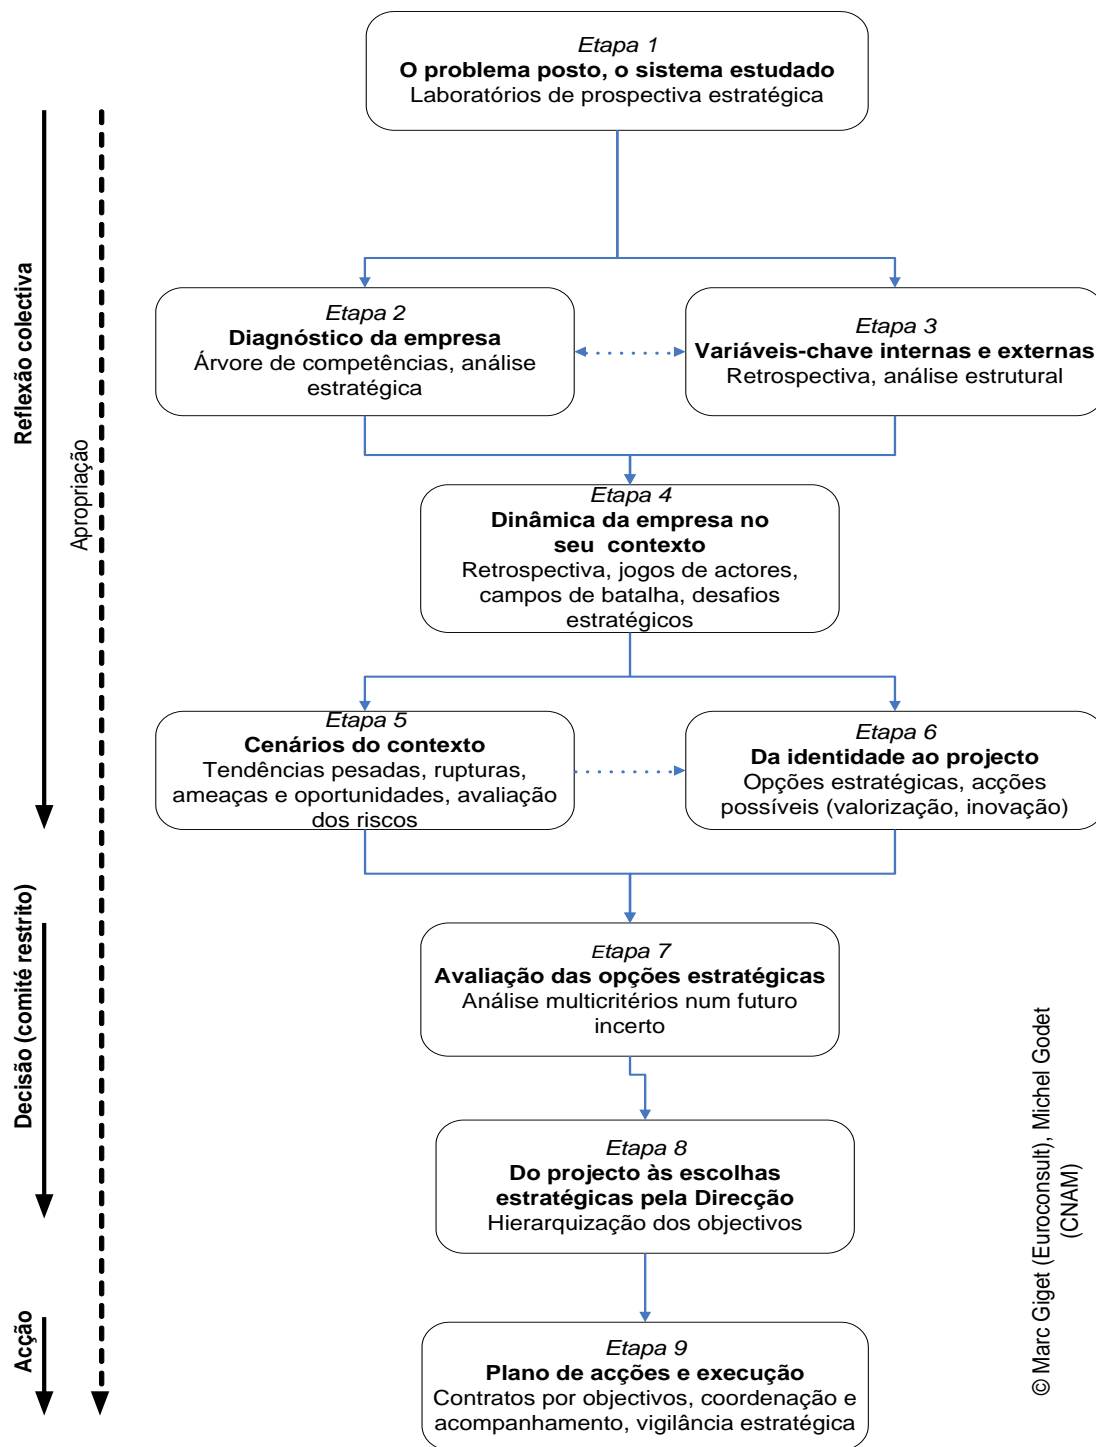 Etapa 1
O problema posto, o sistema estudado
Laboratórios de prospectiva estratégica
Reflexão colectiva
Apropriação
Etapa 2
Diagnóstico da empresa
Árvore de competências, análise
estratégica
Etapa 3
Variáveis-chave internas e externas
Retrospectiva, análise estrutural
Etapa 4
Dinâmica da empresa no
seu contexto
Retrospectiva, jogos de actores,
campos de batalha, desafios
estratégicos
Etapa 5
Cenários do contexto
Tendências pesadas, rupturas,
ameaças e oportunidades, avaliação
dos riscos
Etapa 6
Da identidade ao projecto
Opções estratégicas, acções
possíveis (valorização, inovação)
Decisão (comité restrito)
Etapa 7
Avaliação das opções estratégicas
Análise multicritérios num futuro
incerto
Etapa 8
Do projecto às escolhas
estratégicas pela Direcção
Hierarquização dos objectivos
Acção
Etapa 9
Plano de acções e execução
Contratos por objectivos, coordenação e
acompanhamento, vigilância estratégica
© Marc Giget (Euroconsult), Michel Godet
(CNAM)